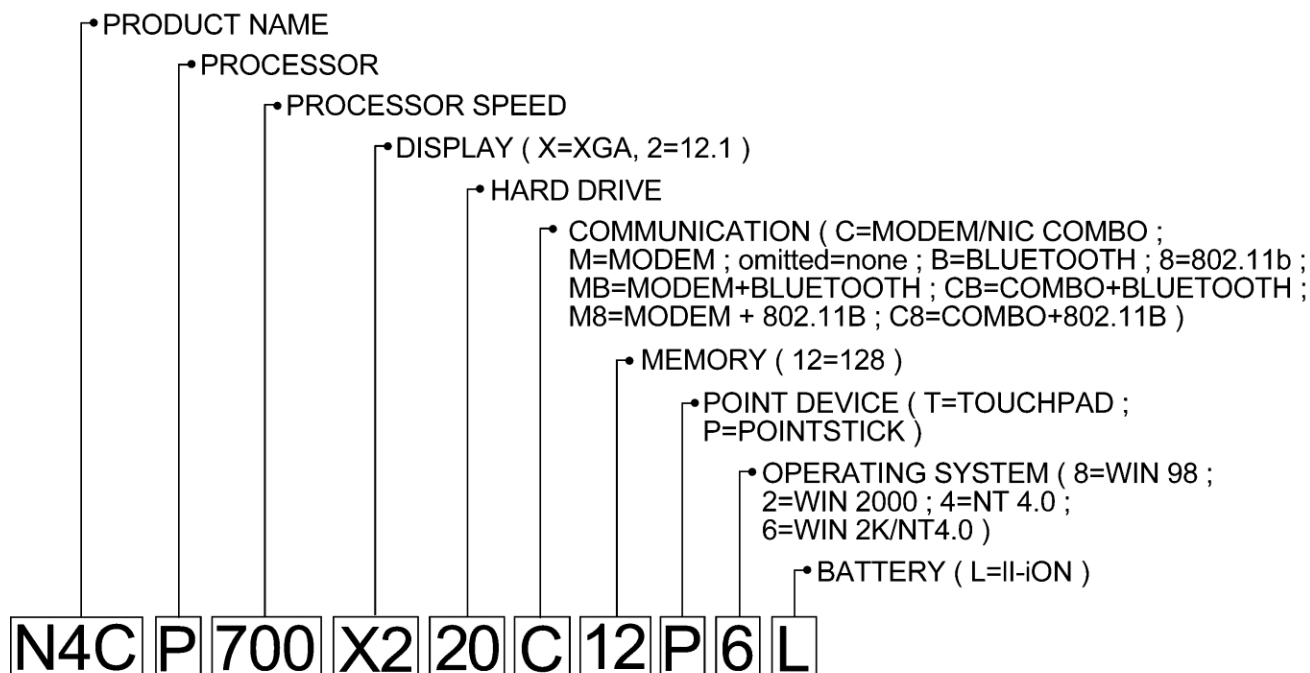 PRODUCT NAME
PROCESSOR
PROCESSOR SPEED
DISPLAY ( X=XGA, 2=12.1 )
HARD DRIVE
COMMUNICATION ( C=MODEM/NIC COMBO ;
M=MODEM ; omitted=none ; B=BLUETOOTH ; 8=802.11b ;
MB=MODEM+BLUETOOTH ; CB=COMBO+BLUETOOTH ;
M8=MODEM + 802.11B ; C8=COMBO+802.11B )
MEMORY ( 12=128 )
POINT DEVICE ( T=TOUCHPAD ;
P=POINTSTICK )
OPERATING SYSTEM ( 8=WIN 98 ;
2=WIN 2000 ; 4=NT 4.0 ;
6=WIN 2K/NT4.0 )
BATTERY ( L=II-iON )
N4C P 700 X2 20 C 12 P 6 L